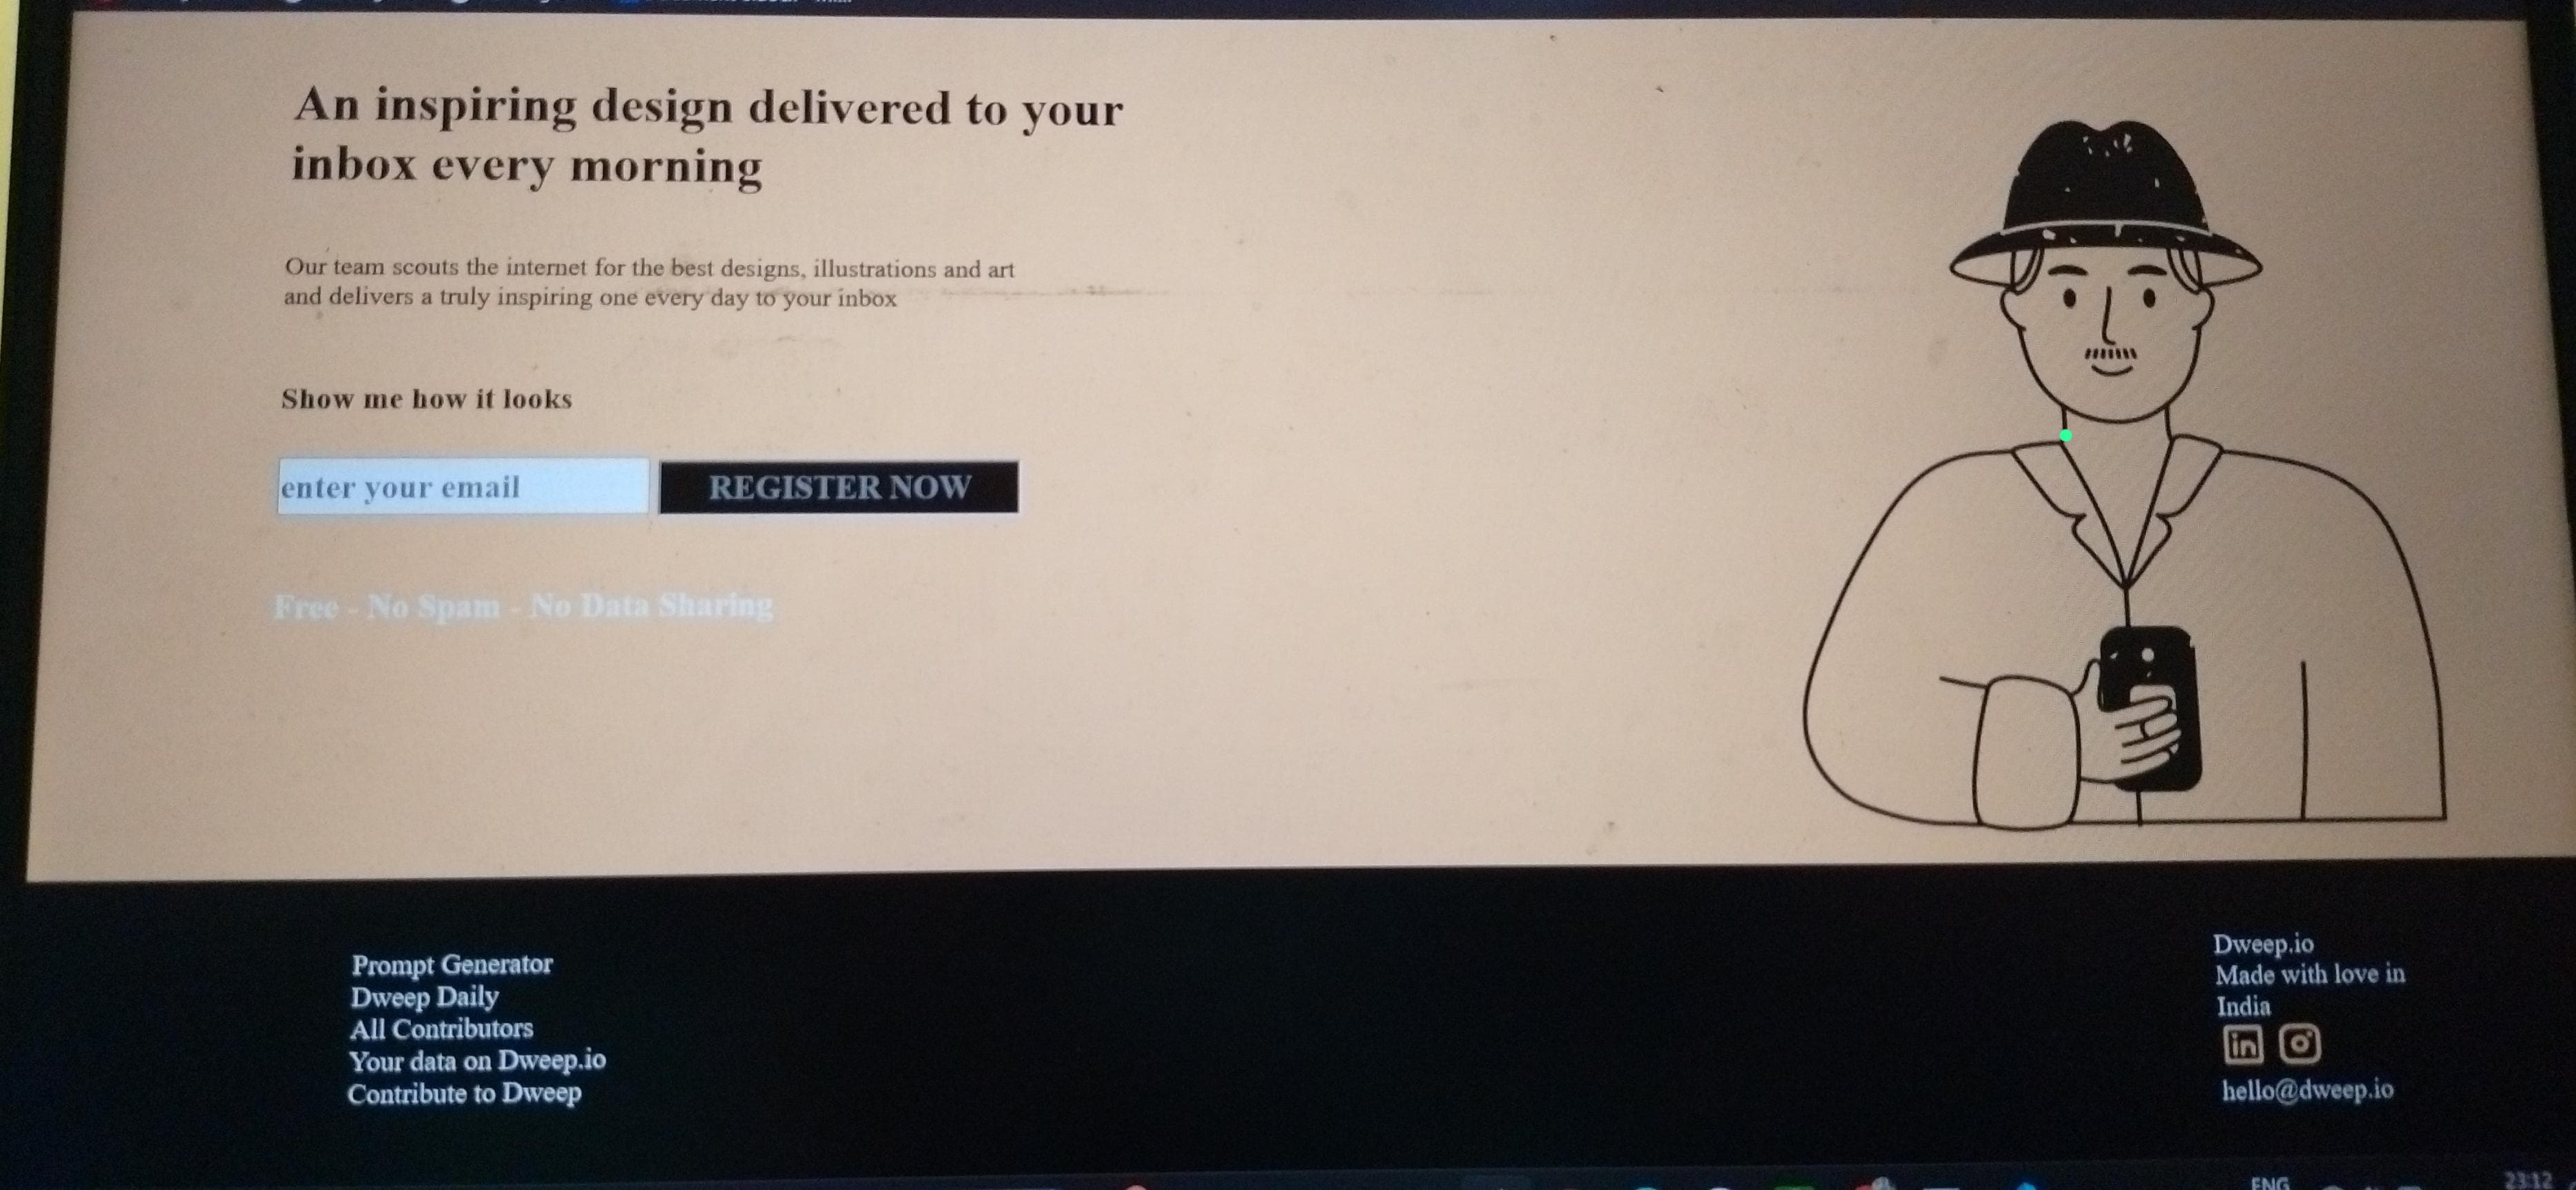 An inspiring design delivered to your
inbox every morning
Our team scouts the internet for the best designs, illustrations and art
and delivers a truly inspiring one every day to your inbox
Show me how it looks
enter your email
REGISTER NOW
Free - No Spam - No Data Sharing
Prompt Generator
Dweep Daily
All Contributors
Your data on Dweep.io
Contribute to Dweep
Dweep.io
Made with love in
India
in
hello@dweep.io
ENG
23:12